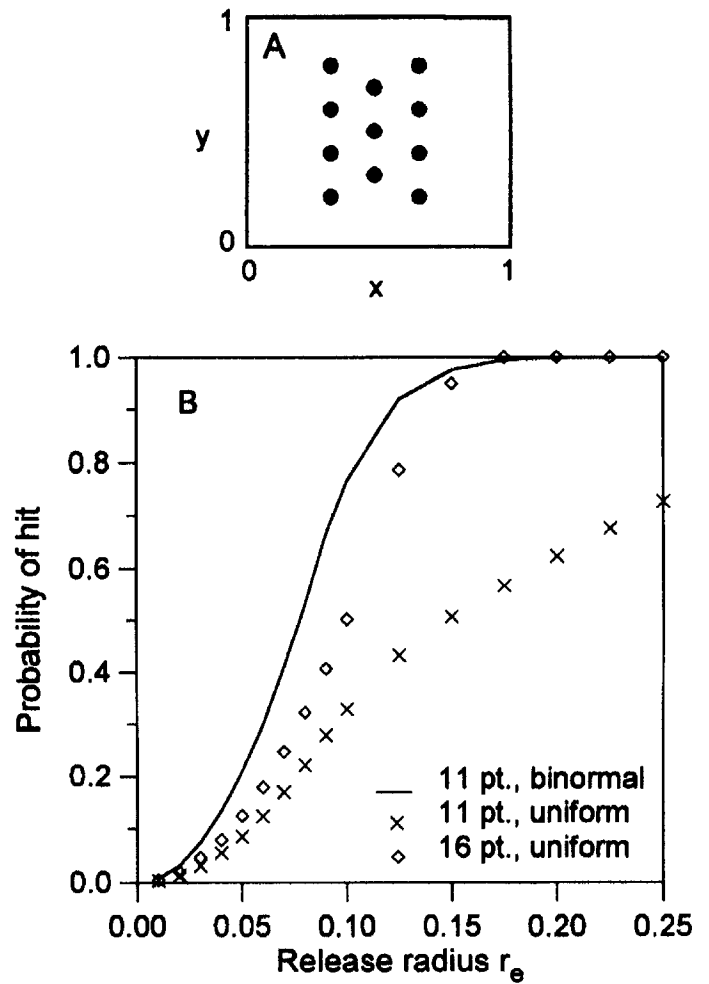 1
A
y
0
0
1
x
1.0
B
0.8
0.6
0.4
0.2
0.0
Probability of hit
11 pt., binormal
11 pt., uniform
16 pt., uniform
0.00 0.05 0.10 0.15 0.20 0.25
Release radius re